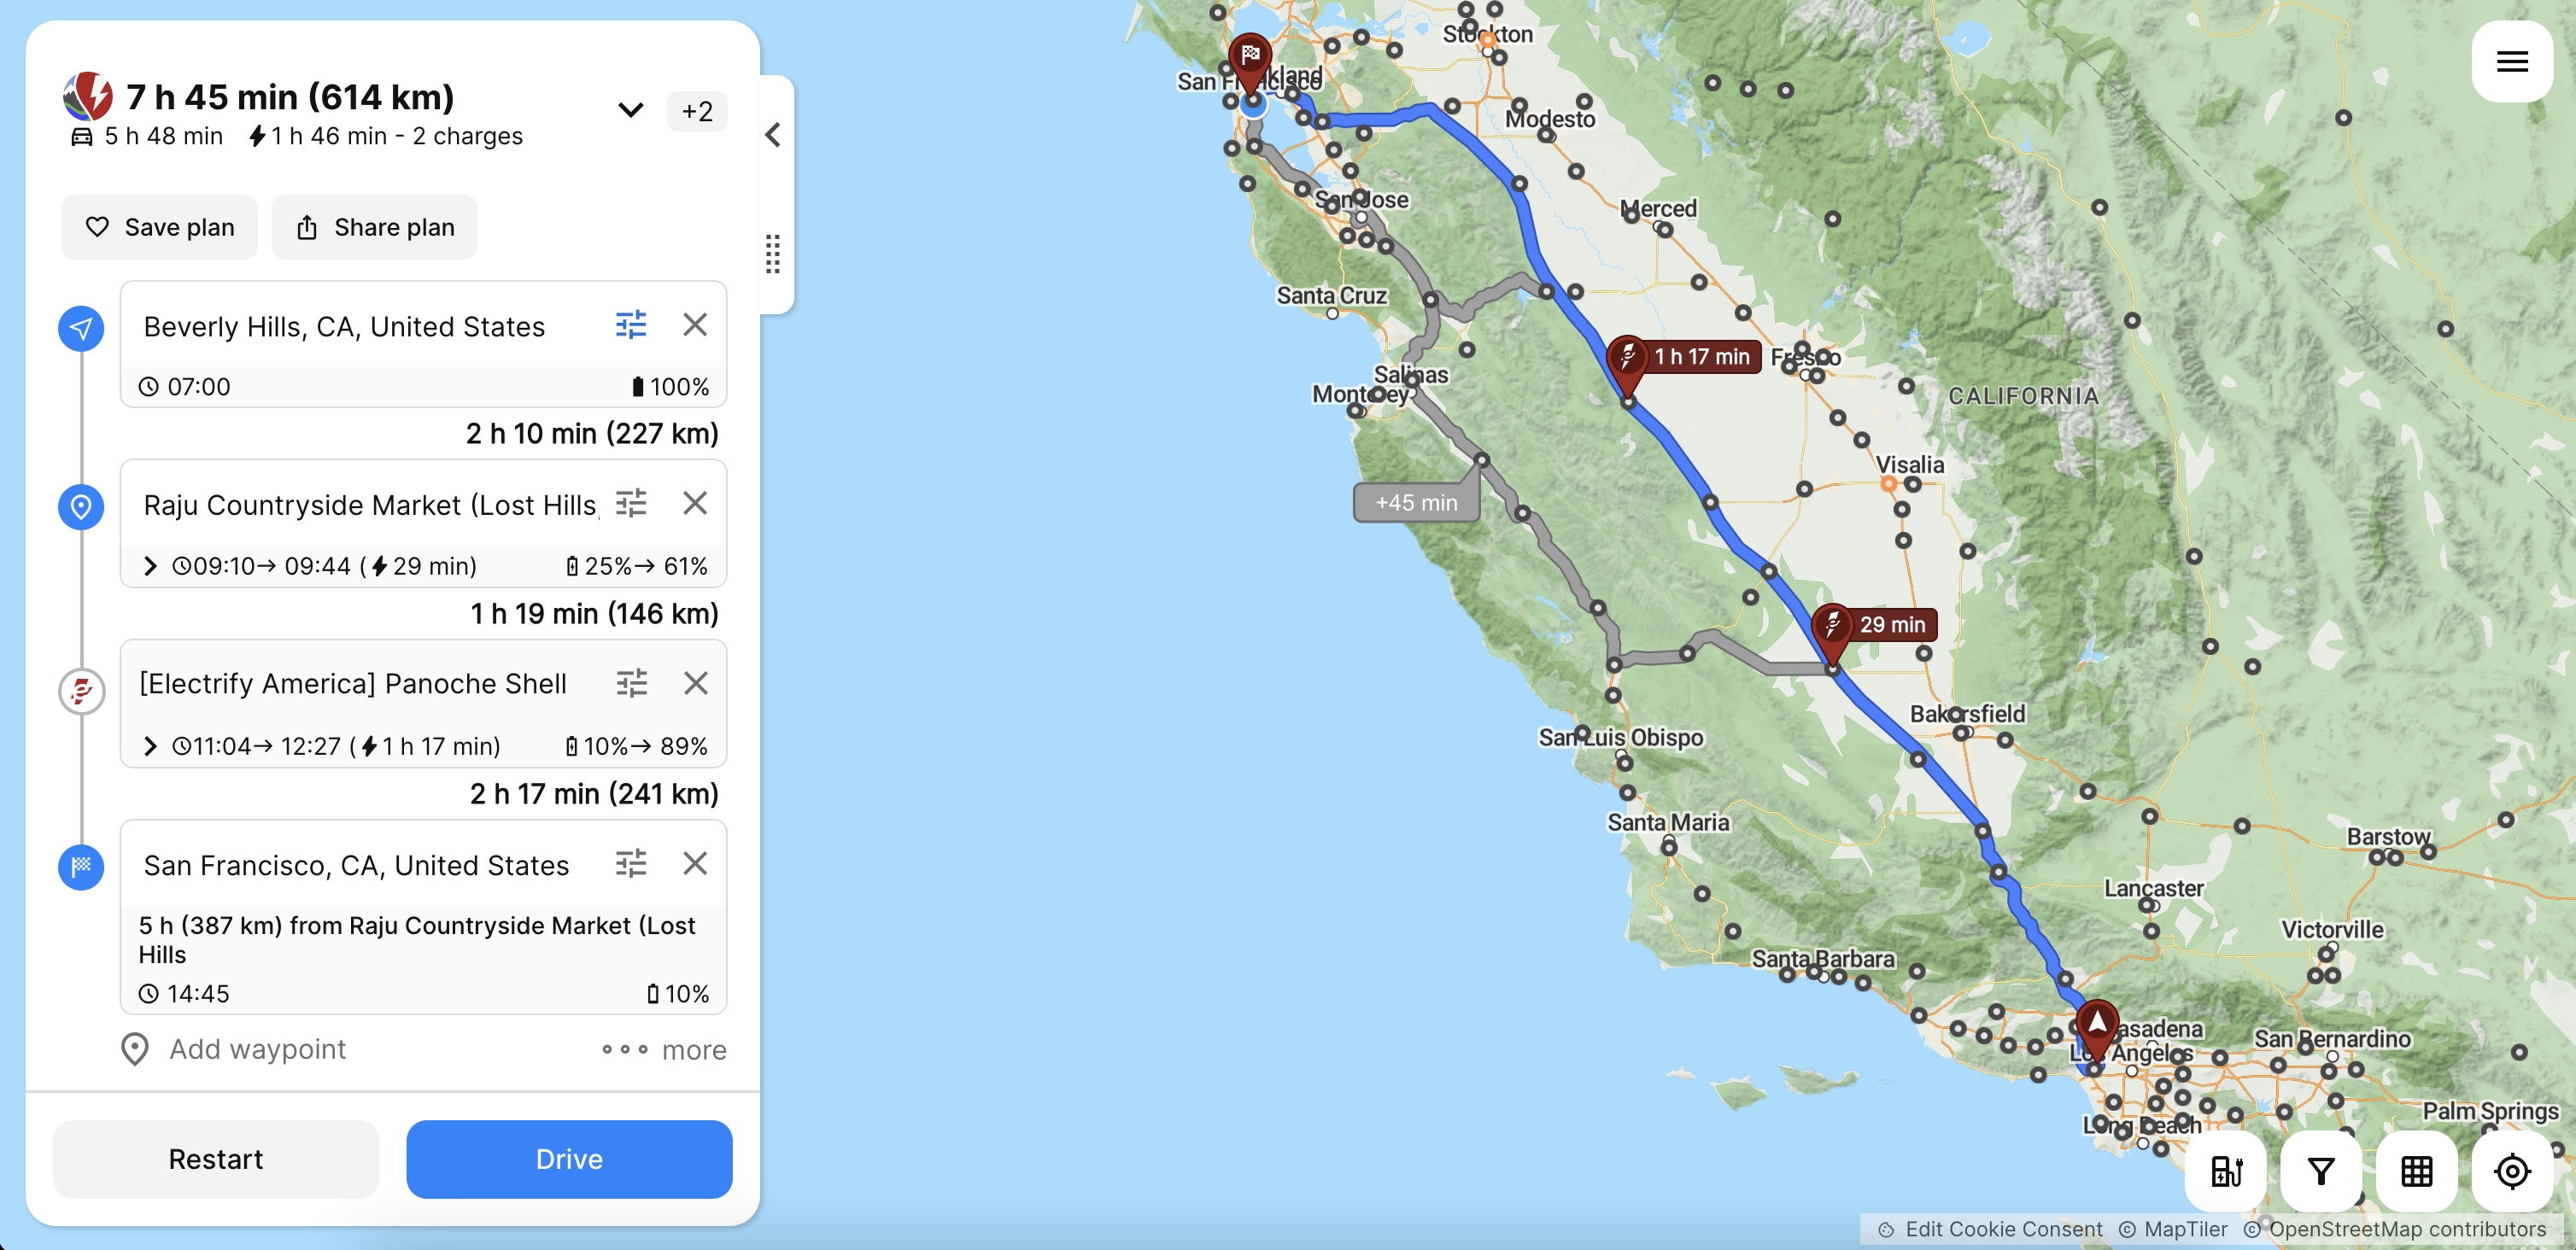 7 h 45 min (614 km)
+2
5 h 48 min 1 h 46 min - 2 charges
Save plan
Share plan
Beverly Hills, CA, United States
07:00 100%
2 h 10 min (227 km)
Raju Countryside Market (Lost Hills,
09:10→ 09:44 ( 29 min) 25%→ 61%
1 h 19 min (146 km)
[Electrify America] Panoche Shell
11:04→ 12:27 ( 1 h 17 min) 10%→ 89%
2 h 17 min (241 km)
San Francisco, CA, United States
5 h (387 km) from Raju Countryside Market (Lost
Hills
14:45 10%
Add waypoint
more
Restart
Drive
Stockton
San Francisco
Oakland
Modesto
San Jose
Merced
Santa Cruz
1 h 17 min
Fresno
Salinas
Monterey
CALIFORNIA
Visalia
+45 min
29 min
Bakersfield
San Luis Obispo
Santa Maria
Barstow
Lancaster
Victorville
Santa Barbara
Pasadena
Los Angeles
San Bernardino
Palm Springs
Long Beach
Edit Cookie Consent © MapTiler © OpenStreetMap contributors